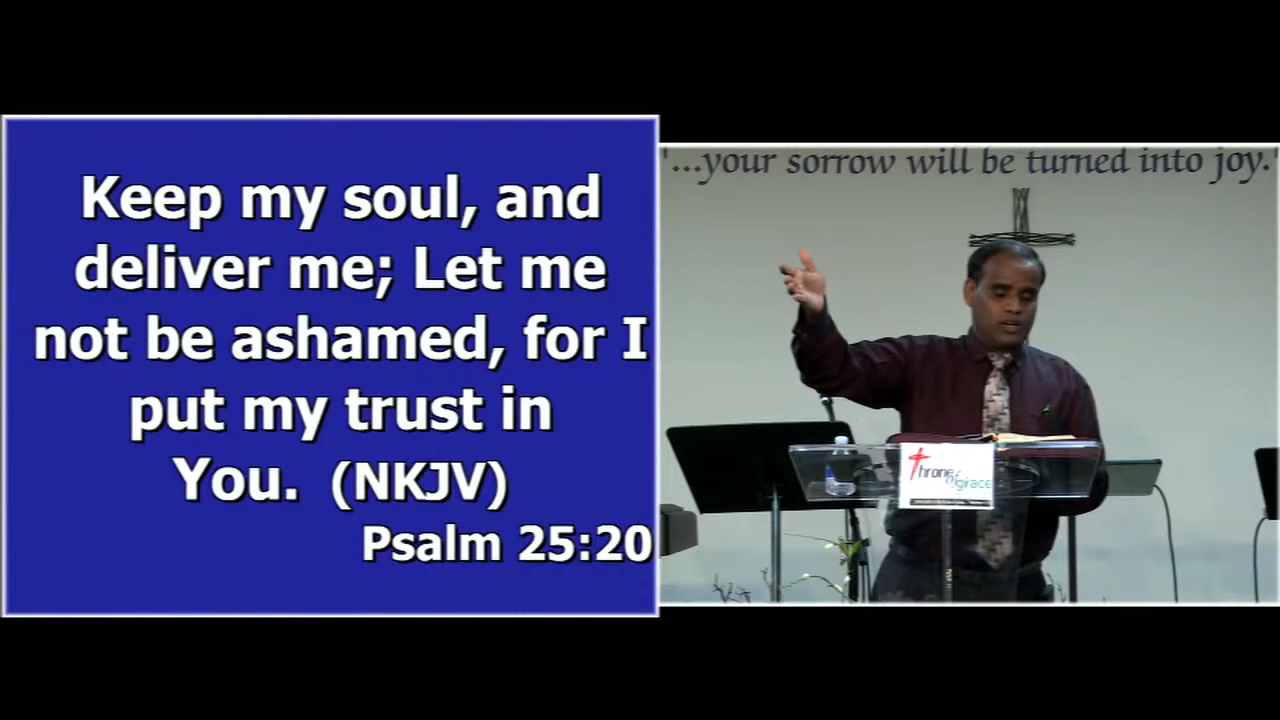 Keep my soul, and
deliver me; Let me
not be ashamed, for I
put my trust in
You. (NKJV)
Psalm 25:20
"...your sorrow will be turned into joy."
throne
of grace